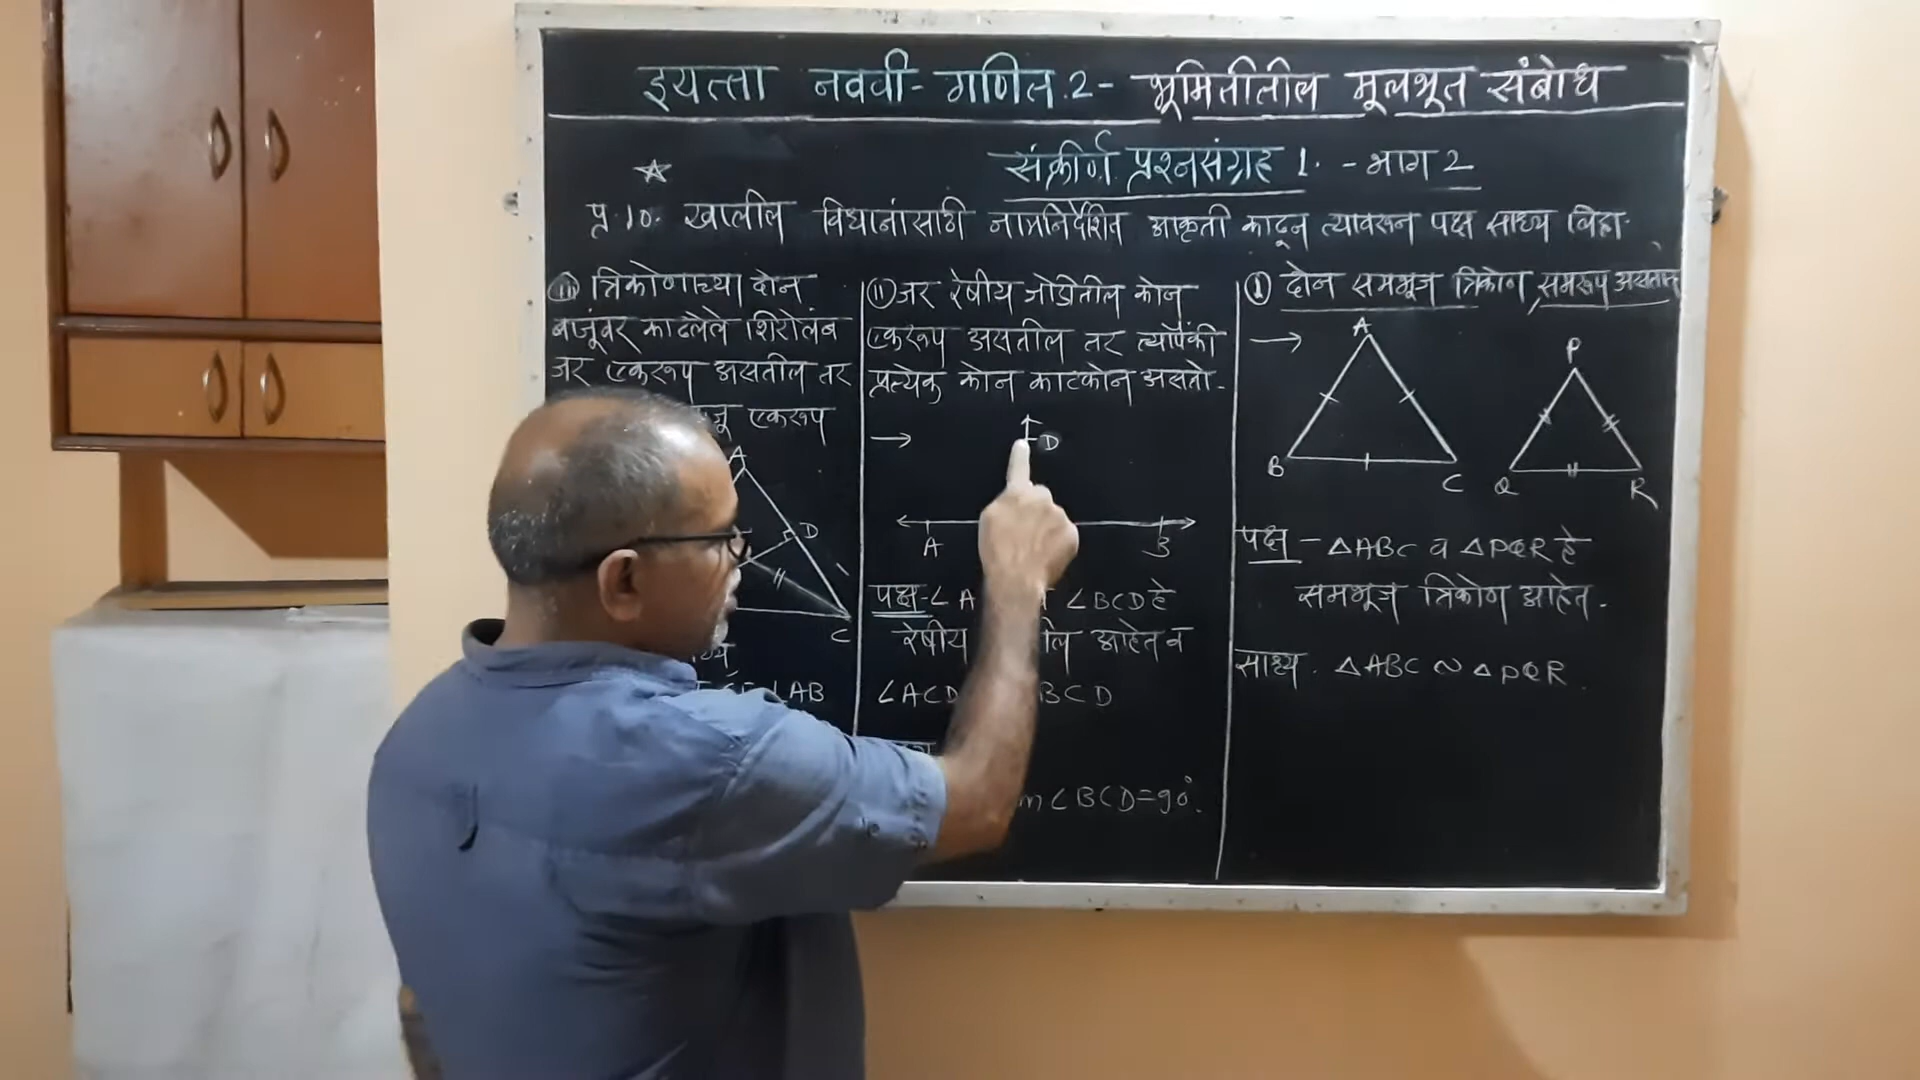 इयत्ता नववी - गणित.2 - भूमितीतील मूलभूत संबोध
संकीर्ण प्रश्नसंग्रह 1. - भाग 2
प्र.10. खालील विधानांसाठी नामनिर्देशित आकृती काढून त्यावरून पक्ष साध्य लिहा.
(iii) त्रिकोणाच्या दोन
बाजूंवर काढलेले शिरोलंब
जर एकरूप असतील तर
एकरूप
A
D
C
AB
(ii) जर रेषीय जोडीतील कोन
एकरूप असतील तर त्यांपैकी
प्रत्येक कोन काटकोन असतो.
→ D
A B
पक्ष - ∠A ∠BCD हे
रेषीय आहेत व
∠ACD BCD
m∠BCD=90°.
(i) दोन समभूज त्रिकोण समरूप असतात
→ A P
B C Q R
पक्ष - △ABC व △PQR हे
समभूज त्रिकोण आहेत.
साध्य. △ABC ~ △PQR.